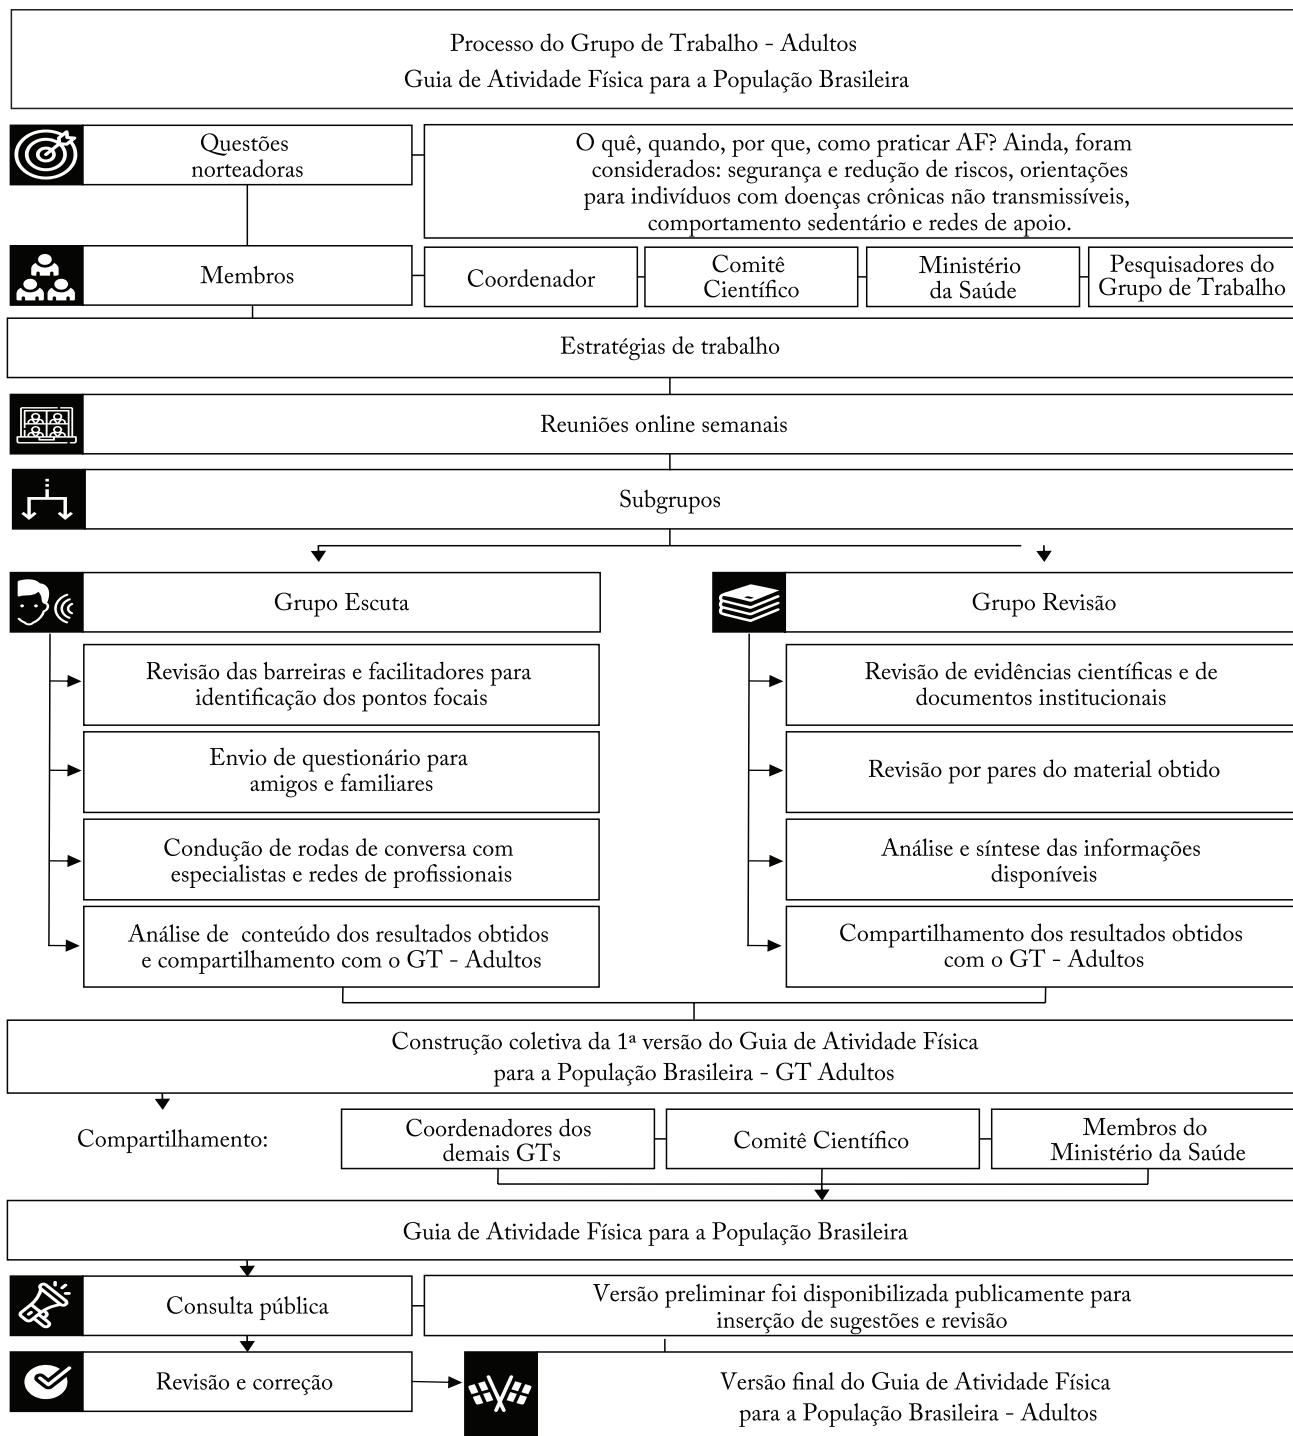 Processo do Grupo de Trabalho - Adultos
Guia de Atividade Física para a População Brasileira
Questões
norteadoras
O quê, quando, por que, como praticar AF? Ainda, foram
considerados: segurança e redução de riscos, orientações
para indivíduos com doenças crônicas não transmissíveis,
comportamento sedentário e redes de apoio.
Membros
Coordenador
Comitê
Científico
Ministério
da Saúde
Pesquisadores do
Grupo de Trabalho
Estratégias de trabalho
Reuniões online semanais
Subgrupos
Grupo Escuta
Revisão das barreiras e facilitadores para
identificação dos pontos focais
Envio de questionário para
amigos e familiares
Condução de rodas de conversa com
especialistas e redes de profissionais
Análise de conteúdo dos resultados obtidos
e compartilhamento com o GT - Adultos
Grupo Revisão
Revisão de evidências científicas e de
documentos institucionais
Revisão por pares do material obtido
Análise e síntese das informações
disponíveis
Compartilhamento dos resultados obtidos
com o GT - Adultos
Construção coletiva da 1ª versão do Guia de Atividade Física
para a População Brasileira - GT Adultos
Compartilhamento:
Coordenadores dos
demais GTs
Comitê Científico
Membros do
Ministério da Saúde
Guia de Atividade Física para a População Brasileira
Consulta pública
Versão preliminar foi disponibilizada publicamente para
inserção de sugestões e revisão
Revisão e correção
Versão final do Guia de Atividade Física
para a População Brasileira - Adultos